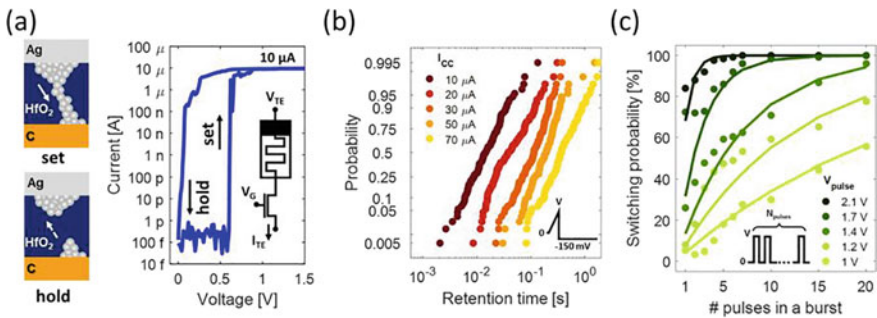 (a)
Ag
HfO2
C
set
Ag
HfO2
C
hold
Current [A]
100 μ
10 μ
1 μ
100 n
10 n
1 n
100 p
10 p
1 p
100 f
10 f
10 μA
VTE
set
hold
VG
ITE
0
0.5
1
Voltage [V]
(b)
Probability
0.995
0.95
0.9
0.75
0.5
0.25
0.1
0.05
0.005
ICC
10 μA
20 μA
30 μA
50 μA
70 μA
V
0
-150 mV
10-3
10-2
10-1
100
Retention time [s]
(c)
Switching probability [%]
100
80
60
40
20
0
Vpulse
2.1 V
1.7 V
1.4 V
1.2 V
1 V
Npulses
V
0
1
5
10
15
20
# pulses in a burst